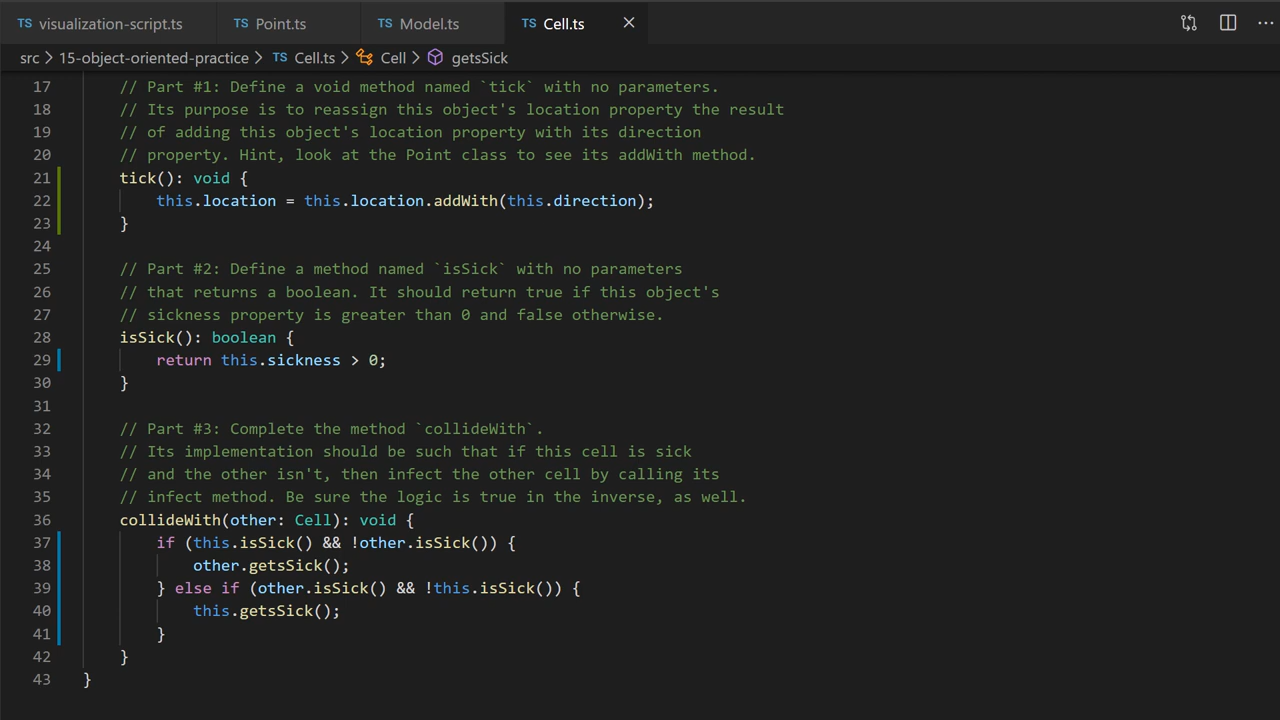 TS visualization-script.ts TS Point.ts TS Model.ts TS Cell.ts
src > 15-object-oriented-practice > TS Cell.ts > Cell > getsSick
17 // Part #1: Define a void method named `tick` with no parameters.
18 // Its purpose is to reassign this object's location property the result
19 // of adding this object's location property with its direction
20 // property. Hint, look at the Point class to see its addWith method.
21 tick(): void {
22 this.location = this.location.addWith(this.direction);
23 }
24
25 // Part #2: Define a method named `isSick` with no parameters
26 // that returns a boolean. It should return true if this object's
27 // sickness property is greater than 0 and false otherwise.
28 isSick(): boolean {
29 return this.sickness > 0;
30 }
31
32 // Part #3: Complete the method `collideWith`.
33 // Its implementation should be such that if this cell is sick
34 // and the other isn't, then infect the other cell by calling its
35 // infect method. Be sure the logic is true in the inverse, as well.
36 collideWith(other: Cell): void {
37 if (this.isSick() && !other.isSick()) {
38 other.getsSick();
39 } else if (other.isSick() && !this.isSick()) {
40 this.getsSick();
41 }
42 }
43 }